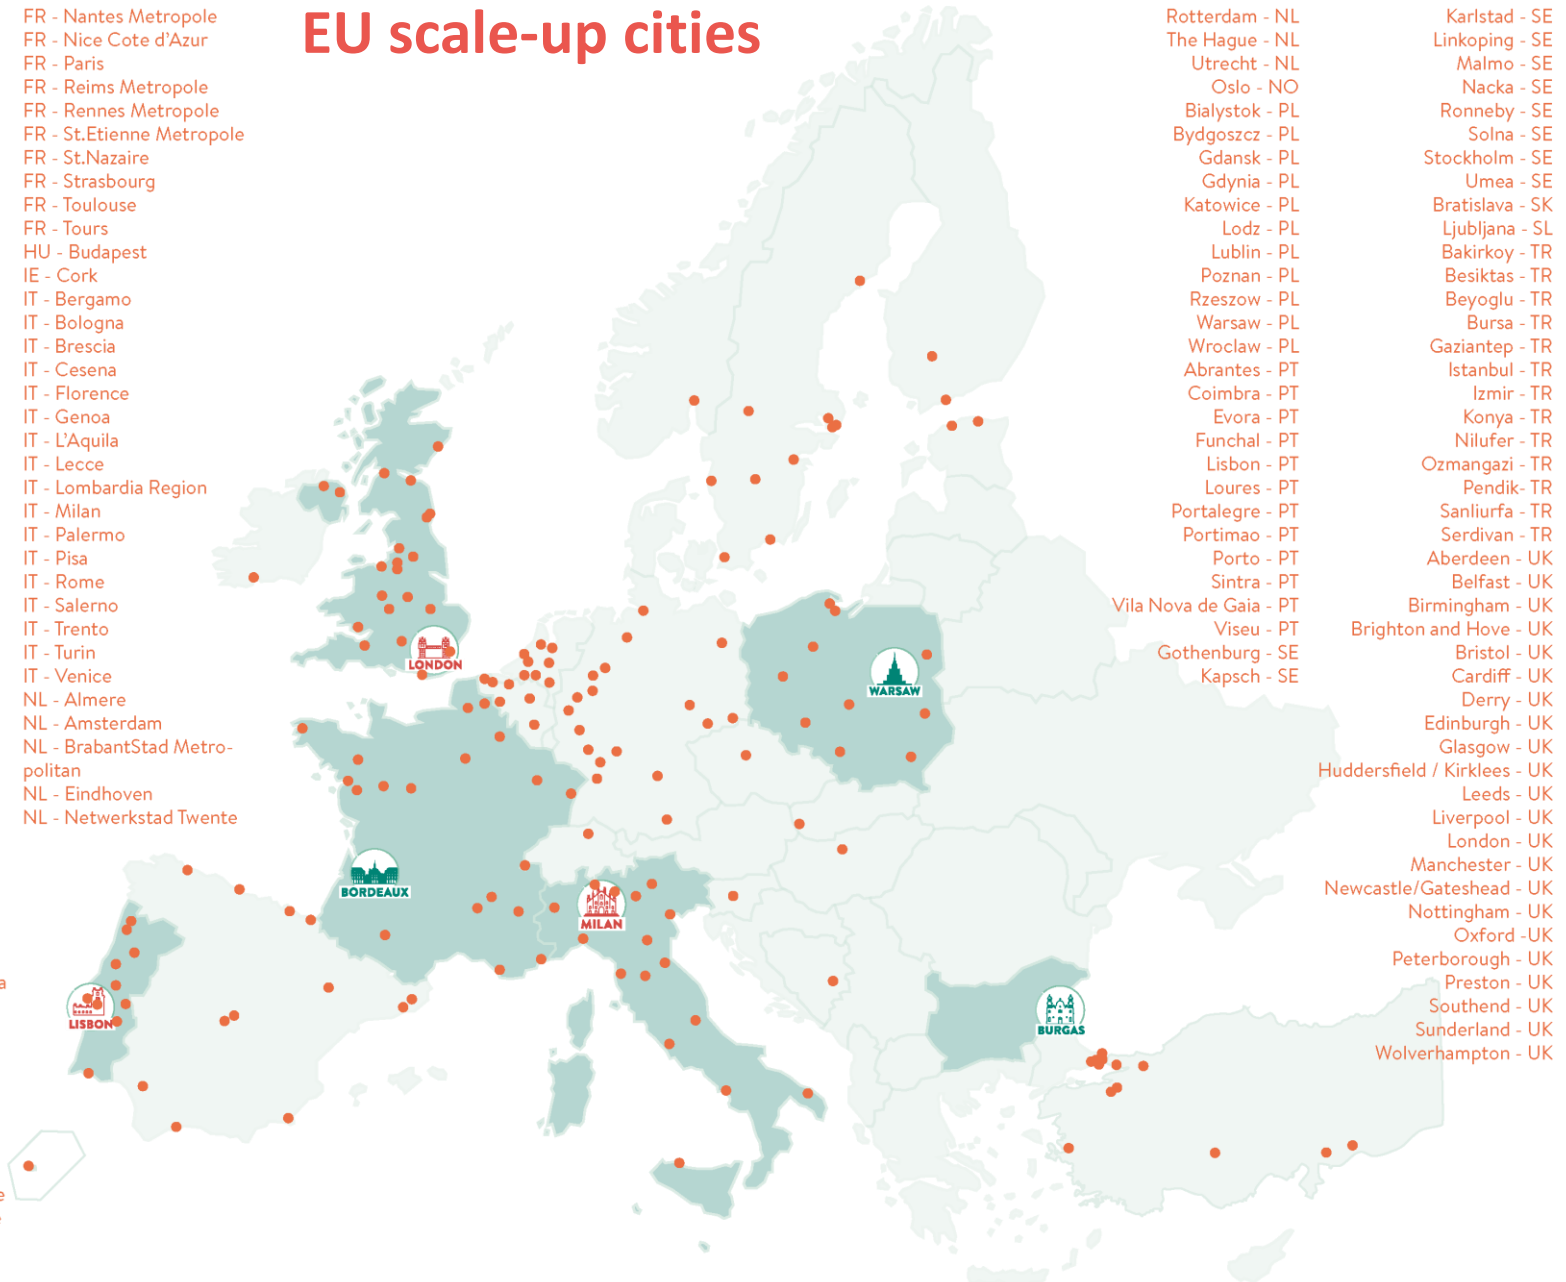 EU scale-up cities
FR - Nantes Metropole
FR - Nice Cote d'Azur
FR - Paris
FR - Reims Metropole
FR - Rennes Metropole
FR - St.Etienne Metropole
FR - St.Nazaire
FR - Strasbourg
FR - Toulouse
FR - Tours
HU - Budapest
IE - Cork
IT - Bergamo
IT - Bologna
IT - Brescia
IT - Cesena
IT - Florence
IT - Genoa
IT - L'Aquila
IT - Lecce
IT - Lombardia Region
IT - Milan
IT - Palermo
IT - Pisa
IT - Rome
IT - Salerno
IT - Trento
IT - Turin
IT - Venice
NL - Almere
NL - Amsterdam
NL - BrabantStad Metro-
politan
NL - Eindhoven
NL - Netwerkstad Twente
a
e
LONDON
WARSAW
BORDEAUX
MILAN
LISBON
BURGAS
Rotterdam - NL
The Hague - NL
Utrecht - NL
Oslo - NO
Bialystok - PL
Bydgoszcz - PL
Gdansk - PL
Gdynia - PL
Katowice - PL
Lodz - PL
Lublin - PL
Poznan - PL
Rzeszow - PL
Warsaw - PL
Wroclaw - PL
Abrantes - PT
Coimbra - PT
Evora - PT
Funchal - PT
Lisbon - PT
Loures - PT
Portalegre - PT
Portimao - PT
Porto - PT
Sintra - PT
Vila Nova de Gaia - PT
Viseu - PT
Gothenburg - SE
Kapsch - SE
Karlstad - SE
Linkoping - SE
Malmo - SE
Nacka - SE
Ronneby - SE
Solna - SE
Stockholm - SE
Umea - SE
Bratislava - SK
Ljubljana - SL
Bakirkoy - TR
Besiktas - TR
Beyoglu - TR
Bursa - TR
Gaziantep - TR
Istanbul - TR
Izmir - TR
Konya - TR
Nilufer - TR
Ozmangazi - TR
Pendik- TR
Sanliurfa - TR
Serdivan - TR
Aberdeen - UK
Belfast - UK
Birmingham - UK
Brighton and Hove - UK
Bristol - UK
Cardiff - UK
Derry - UK
Edinburgh - UK
Glasgow - UK
Huddersfield / Kirklees - UK
Leeds - UK
Liverpool - UK
London - UK
Manchester - UK
Newcastle/Gateshead - UK
Nottingham - UK
Oxford -UK
Peterborough - UK
Preston - UK
Southend - UK
Sunderland - UK
Wolverhampton - UK